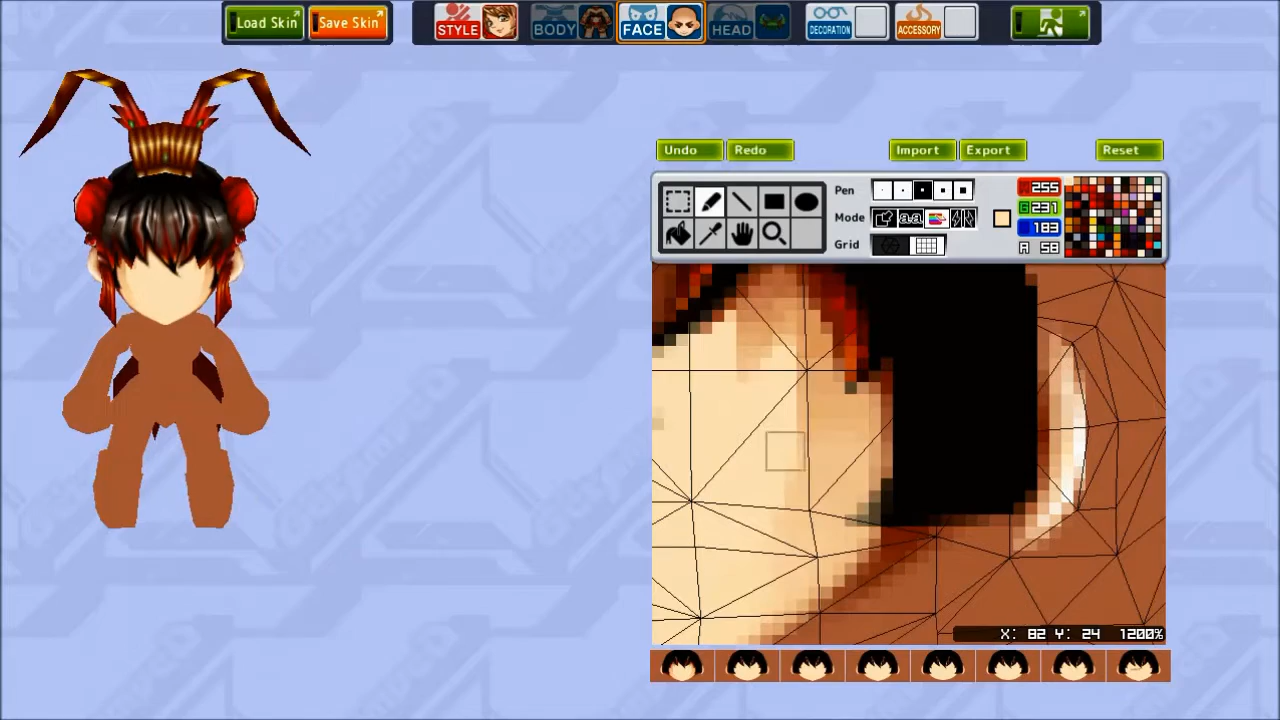 Load Skin
Save Skin
STYLE
BODY
FACE
HEAD
DECORATION
ACCESSORY
Undo
Redo
Import
Export
Reset
Pen
Mode
Grid
aa
255
231
183
A 58
X: 82 Y: 24 1200%